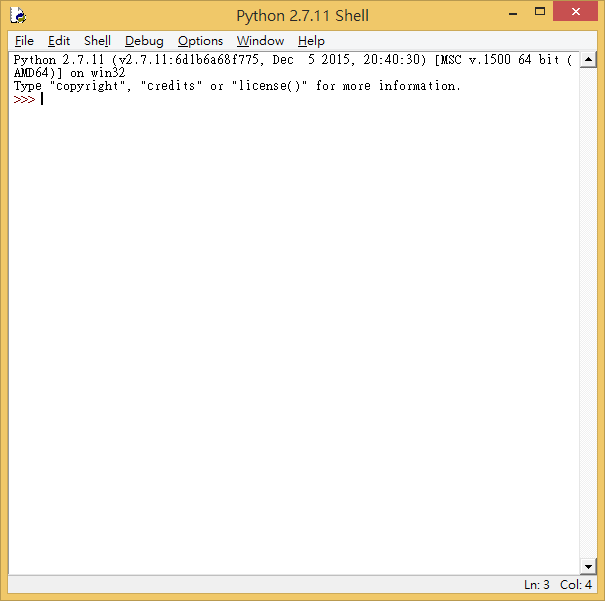 Python 2.7.11 Shell
File Edit Shell Debug Options Window Help
Python 2.7.11 (v2.7.11:6d1b6a68f775, Dec  5 2015, 20:40:30) [MSC v.1500 64 bit (
AMD64)] on win32
Type "copyright", "credits" or "license()" for more information.
>>>
Ln: 3 Col: 4